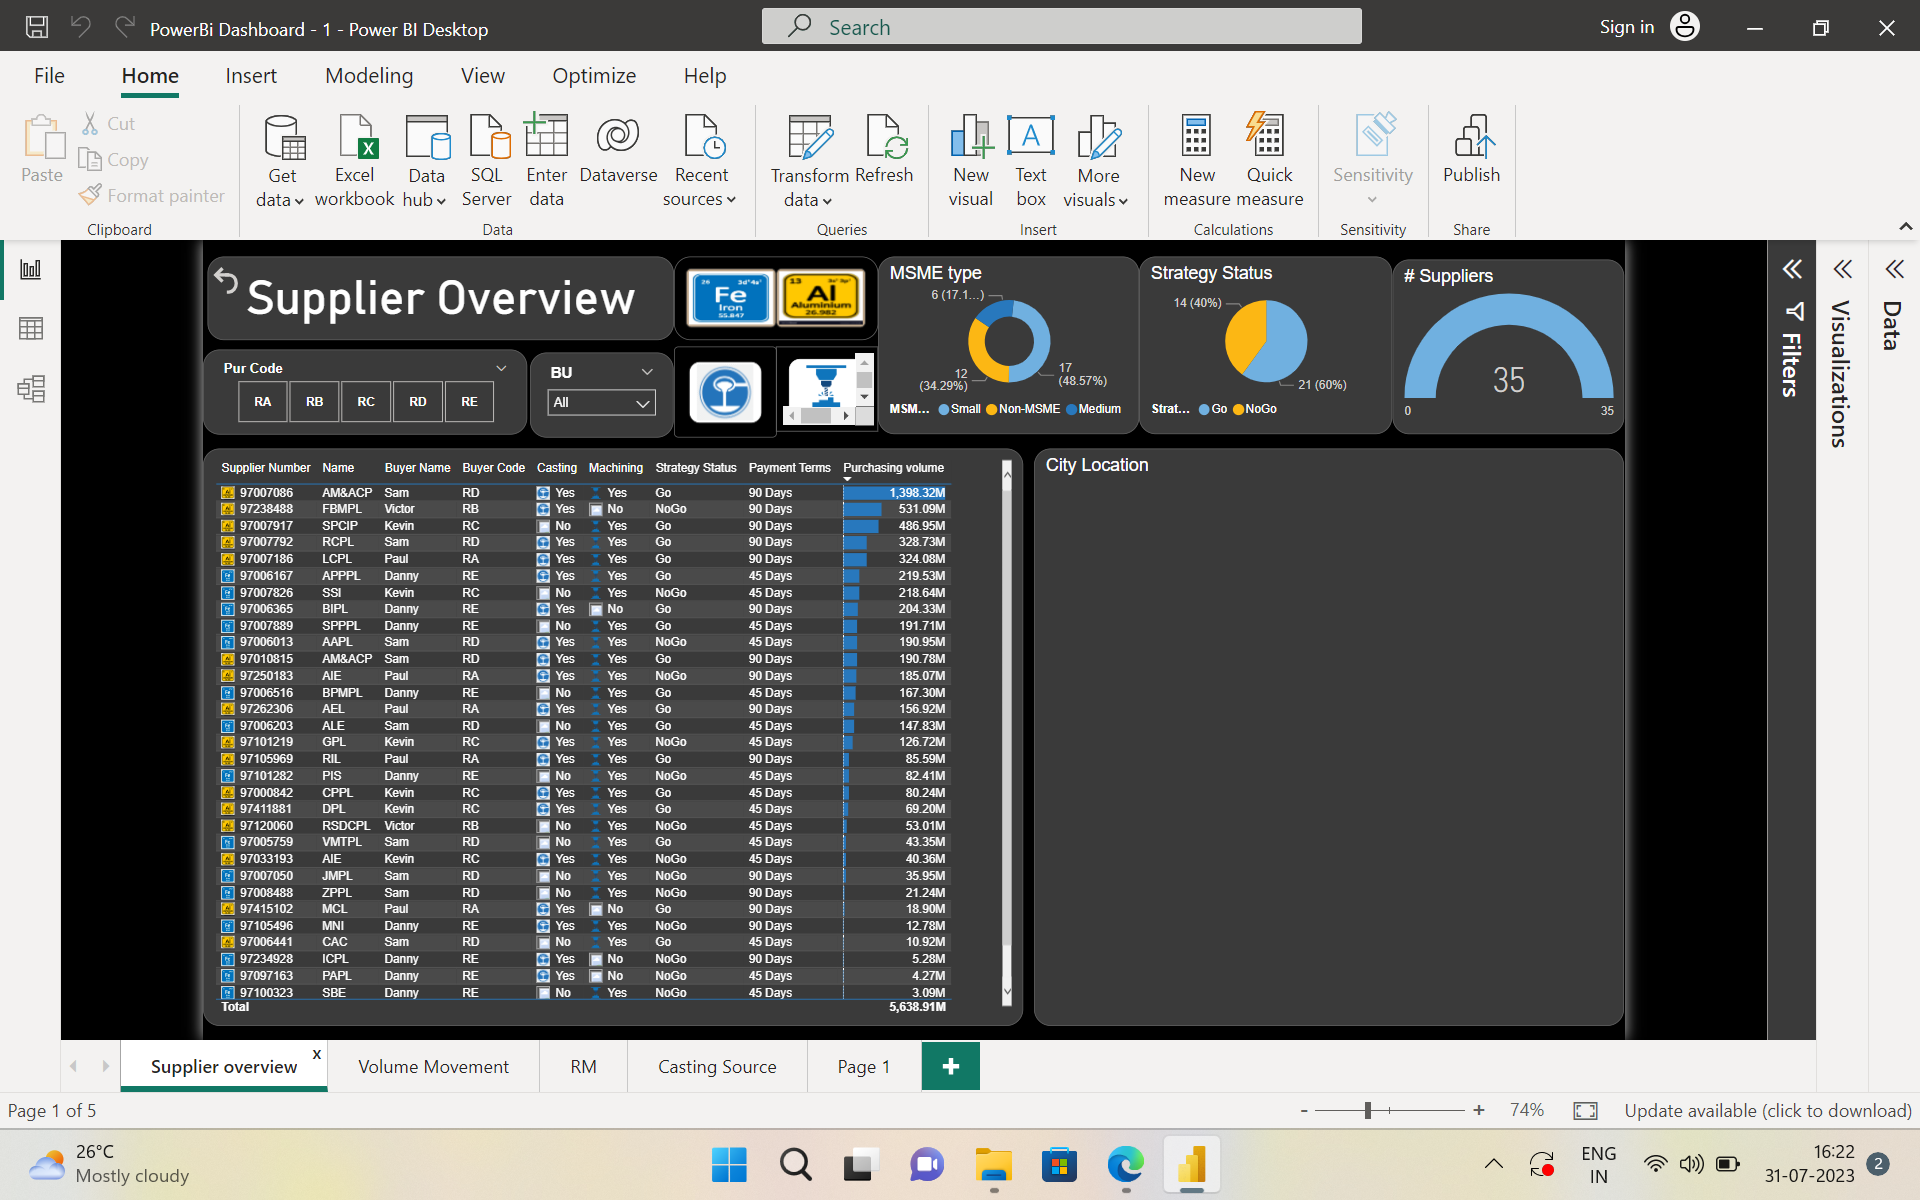 PowerBi Dashboard - 1 - Power BI Desktop
Search
Sign in
File Home Insert Modeling View Optimize Help
Paste
Cut
Copy
Format painter
Clipboard
Get data
Excel workbook
Data hub
SQL Server
Enter data
Dataverse
Recent sources
Data
Transform data
Refresh
Queries
New visual
Text box
More visuals
Insert
New measure
Quick measure
Calculations
Sensitivity
Sensitivity
Publish
Share
Supplier Overview
26 3d⁶4s²
Fe
Iron
55.847
13
Al
Aluminium
26.982
Pur Code
RA RB RC RD RE
BU
All
MSME type
6 (17.1...)
12
(34.29%)
17
(48.57%)
MSM... Small Non-MSME Medium
Strategy Status
14 (40%)
21 (60%)
Strat... Go NoGo
# Suppliers
35
0 35
Filters
Visualizations
Data
Supplier Number Name Buyer Name Buyer Code Casting Machining Strategy Status Payment Terms Purchasing volume
97007086 AM&ACP Sam RD Yes Yes Go 90 Days 1,398.32M
97238488 FBMPL Victor RB Yes No NoGo 90 Days 531.09M
97007917 SPCIP Kevin RC No Yes Go 90 Days 486.95M
97007792 RCPL Sam RD Yes Yes Go 90 Days 328.73M
97007186 LCPL Paul RA Yes Yes Go 90 Days 324.08M
97006167 APPPL Danny RE Yes Yes Go 45 Days 219.53M
97007826 SSI Kevin RC No Yes NoGo 45 Days 218.64M
97006365 BIPL Danny RE Yes No Go 90 Days 204.33M
97007889 SPPPL Danny RE No Yes Go 45 Days 191.71M
97006013 AAPL Sam RD Yes Yes NoGo 45 Days 190.95M
97010815 AM&ACP Sam RD Yes Yes Go 90 Days 190.78M
97250183 AIE Paul RA Yes Yes NoGo 90 Days 185.07M
97006516 BPMPL Danny RE No Yes Go 45 Days 167.30M
97262306 AEL Paul RA Yes Yes Go 90 Days 156.92M
97006203 ALE Sam RD No Yes Go 45 Days 147.83M
97101219 GPL Kevin RC Yes Yes NoGo 45 Days 126.72M
97105969 RIL Paul RA Yes Yes Go 90 Days 85.59M
97101282 PIS Danny RE No Yes NoGo 45 Days 82.41M
97000842 CPPL Kevin RC Yes Yes Go 45 Days 80.24M
97411881 DPL Kevin RC Yes Yes Go 45 Days 69.20M
97120060 RSDCPL Victor RB No Yes NoGo 45 Days 53.01M
97005759 VMTPL Sam RD No Yes Go 45 Days 43.35M
97033193 AIE Kevin RC Yes Yes NoGo 45 Days 40.36M
97007050 JMPL Sam RD No Yes NoGo 90 Days 35.95M
97008488 ZPPL Sam RD No Yes NoGo 90 Days 21.24M
97415102 MCL Paul RA Yes No Go 90 Days 18.90M
97105496 MNI Danny RE Yes Yes NoGo 90 Days 12.78M
97006441 CAC Sam RD No Yes Go 45 Days 10.92M
97234928 ICPL Danny RE Yes No NoGo 90 Days 5.28M
97097163 PAPL Danny RE Yes No NoGo 45 Days 4.27M
97100323 SBE Danny RE No Yes NoGo 45 Days 3.09M
Total 5,638.91M
City Location
Supplier overview x Volume Movement RM Casting Source Page 1 +
Page 1 of 5
- + 74%
Update available (click to download)
26°C
Mostly cloudy
ENG
IN
16:22
31-07-2023
2